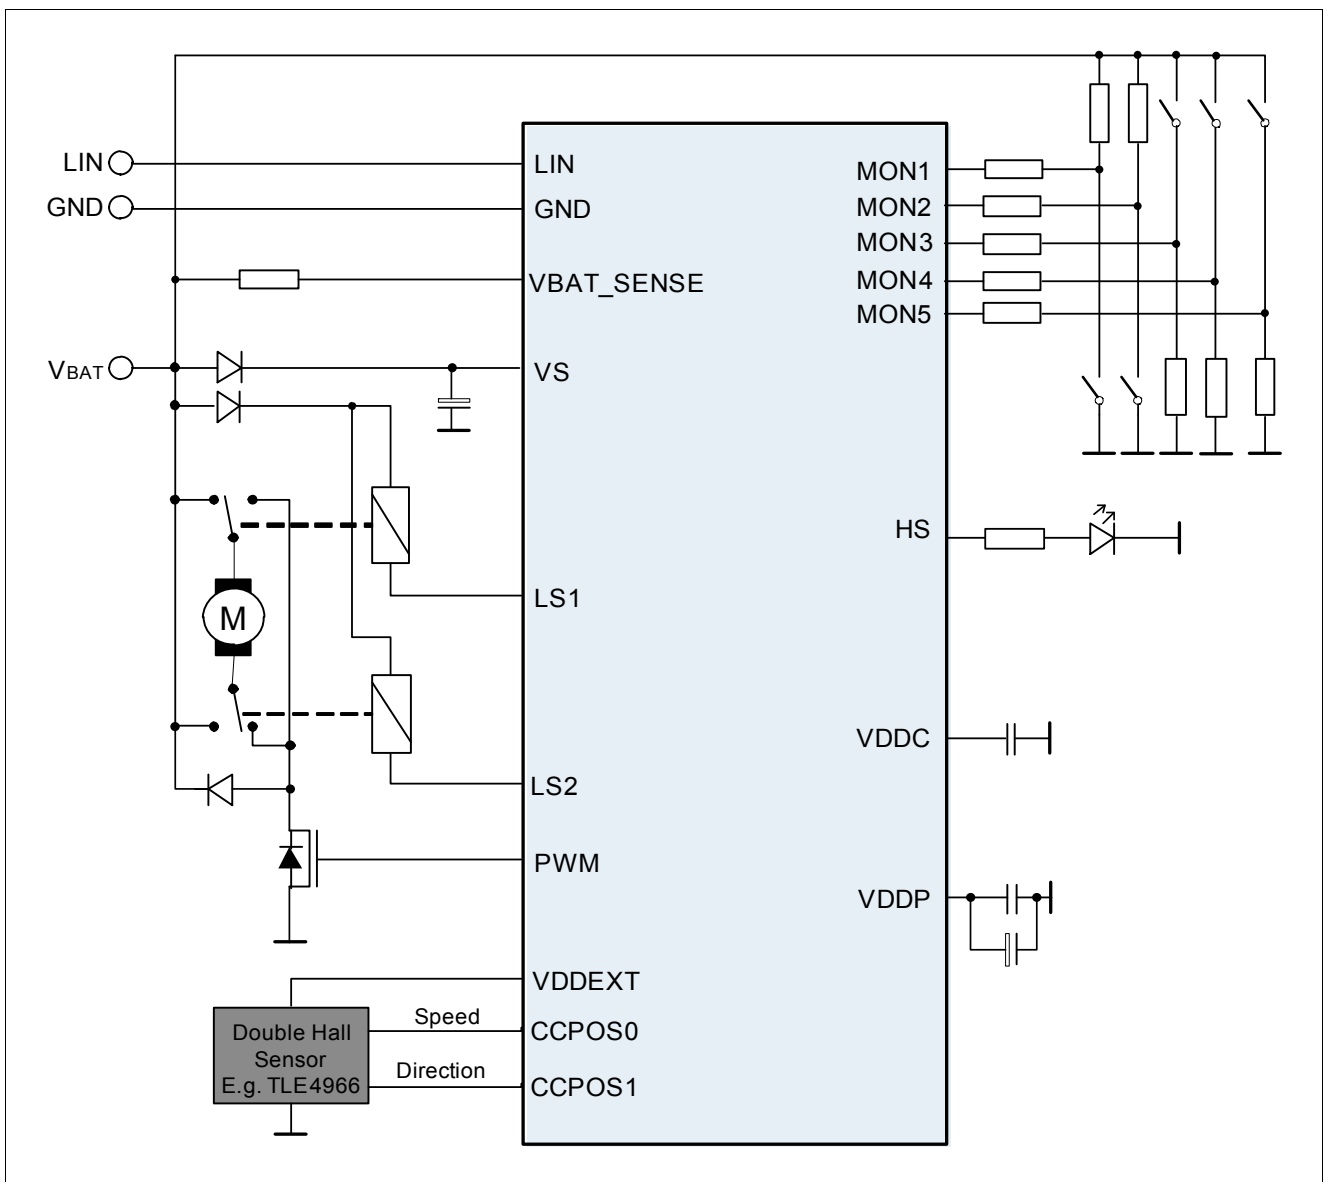 LIN
GND
VBAT
LIN
GND
VBAT_SENSE
VS
LS1
LS2
PWM
VDDEXT
CCPOS0
CCPOS1
MON1
MON2
MON3
MON4
MON5
HS
VDDC
VDDP
M
Speed
Direction
Double Hall
Sensor
E.g. TLE4966